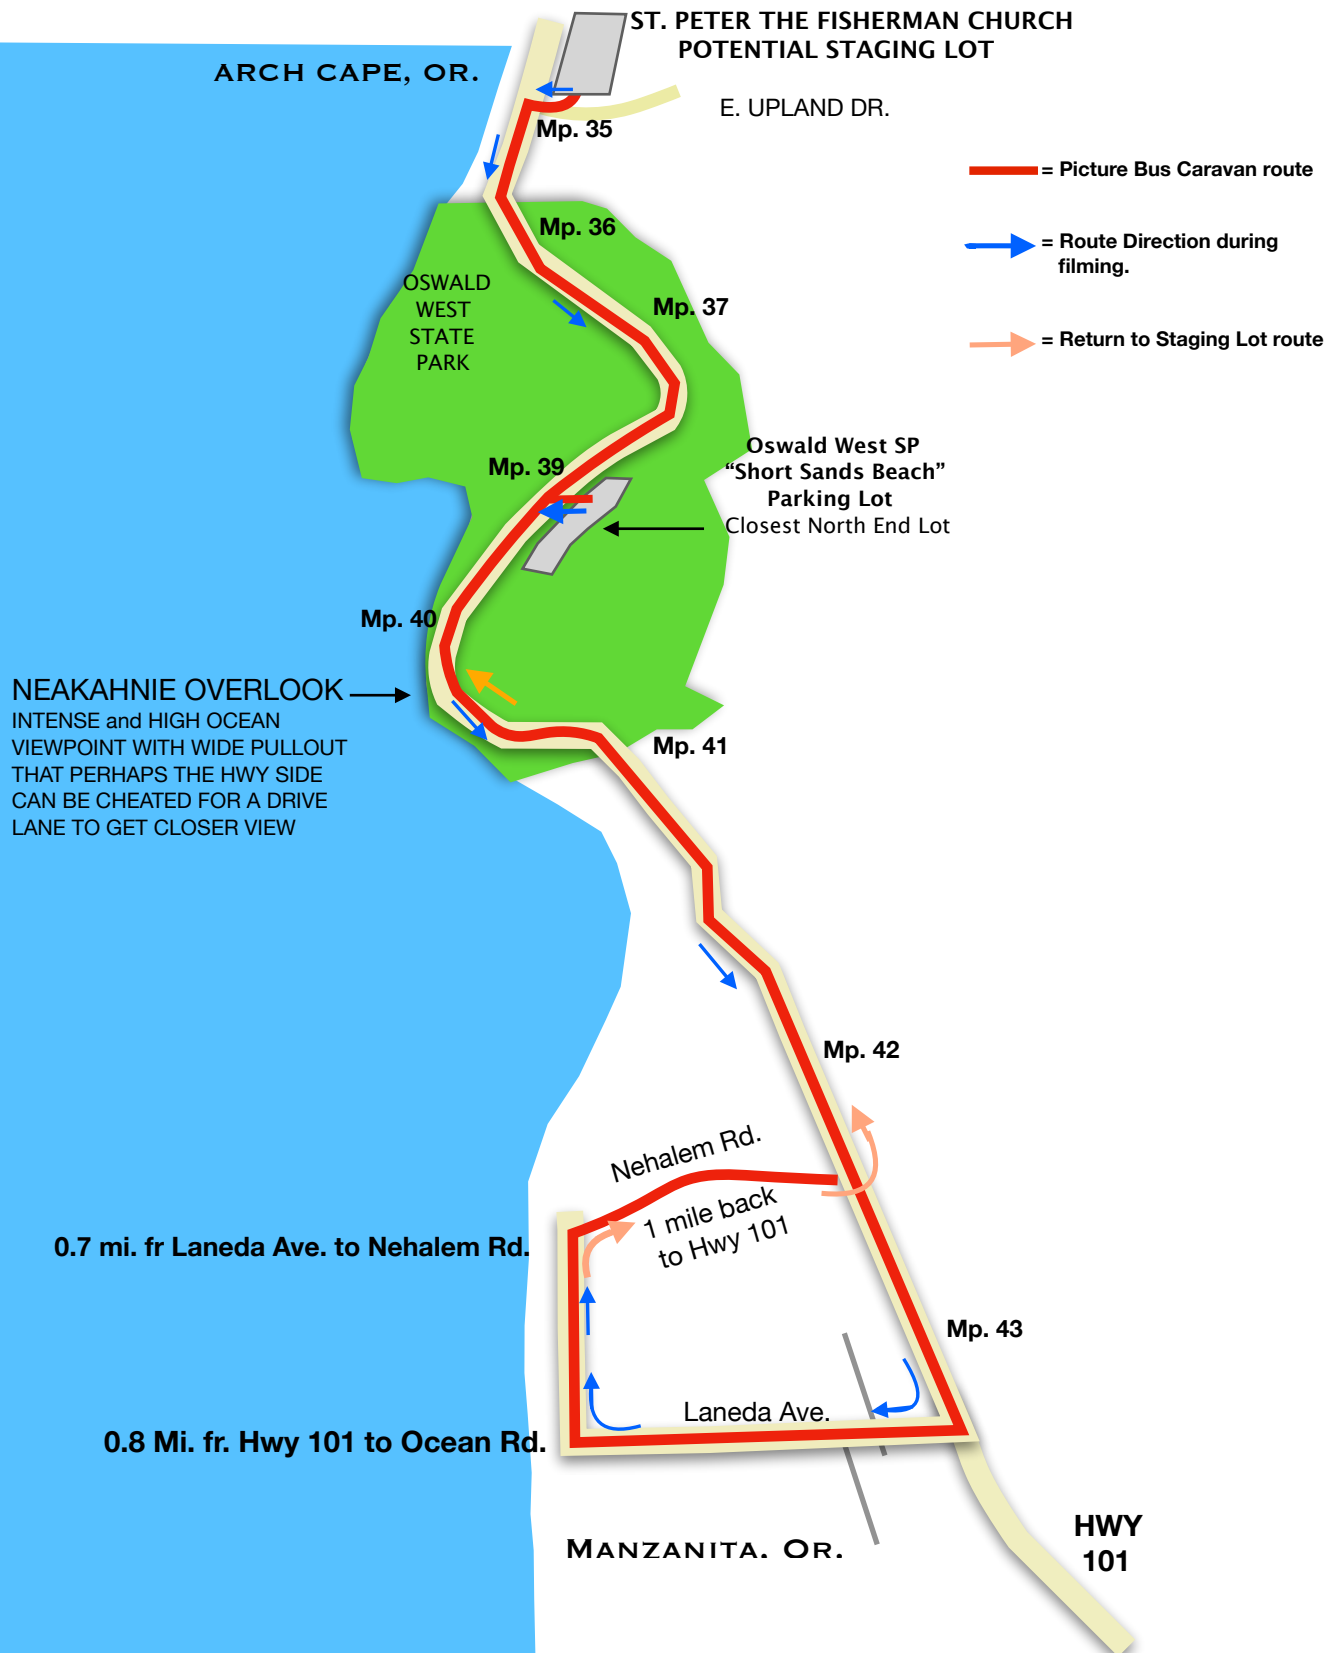 ST. PETER THE FISHERMAN CHURCH
POTENTIAL STAGING LOT
ARCH CAPE, OR.
E. UPLAND DR.
Mp. 35
= Picture Bus Caravan route
Mp. 36
= Route Direction during
filming.
OSWALD
WEST
STATE
PARK
Mp. 37
= Return to Staging Lot route
Oswald West SP
“Short Sands Beach”
Parking Lot
Closest North End Lot
Mp. 39
Mp. 40
NEAKAHNIE OVERLOOK
INTENSE and HIGH OCEAN
VIEWPOINT WITH WIDE PULLOUT
THAT PERHAPS THE HWY SIDE
CAN BE CHEATED FOR A DRIVE
LANE TO GET CLOSER VIEW
Mp. 41
Mp. 42
Nehalem Rd.
1 mile back
to Hwy 101
0.7 mi. fr Laneda Ave. to Nehalem Rd.
Mp. 43
Laneda Ave.
0.8 Mi. fr. Hwy 101 to Ocean Rd.
MANZANITA, OR.
HWY
101